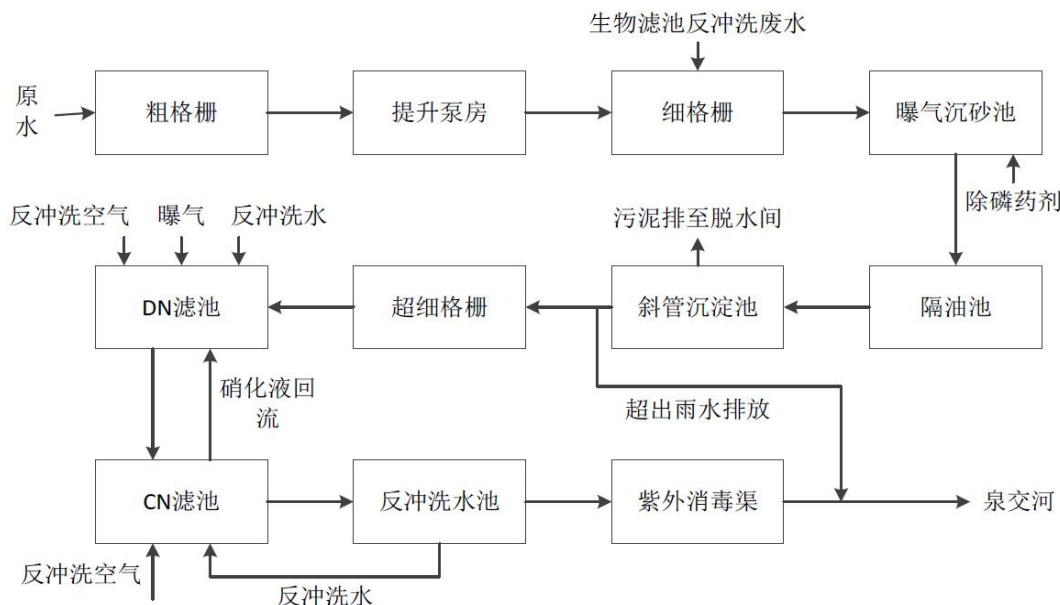 生物滤池反冲洗废水
原
水
粗格栅
提升泵房
细格栅
曝气沉砂池
除磷药剂
反冲洗空气
曝气
反冲洗水
污泥排至脱水间
DN滤池
超细格栅
斜管沉淀池
隔油池
硝化液回
流
超出雨水排放
CN滤池
反冲洗水池
紫外消毒渠
泉交河
反冲洗空气
反冲洗水